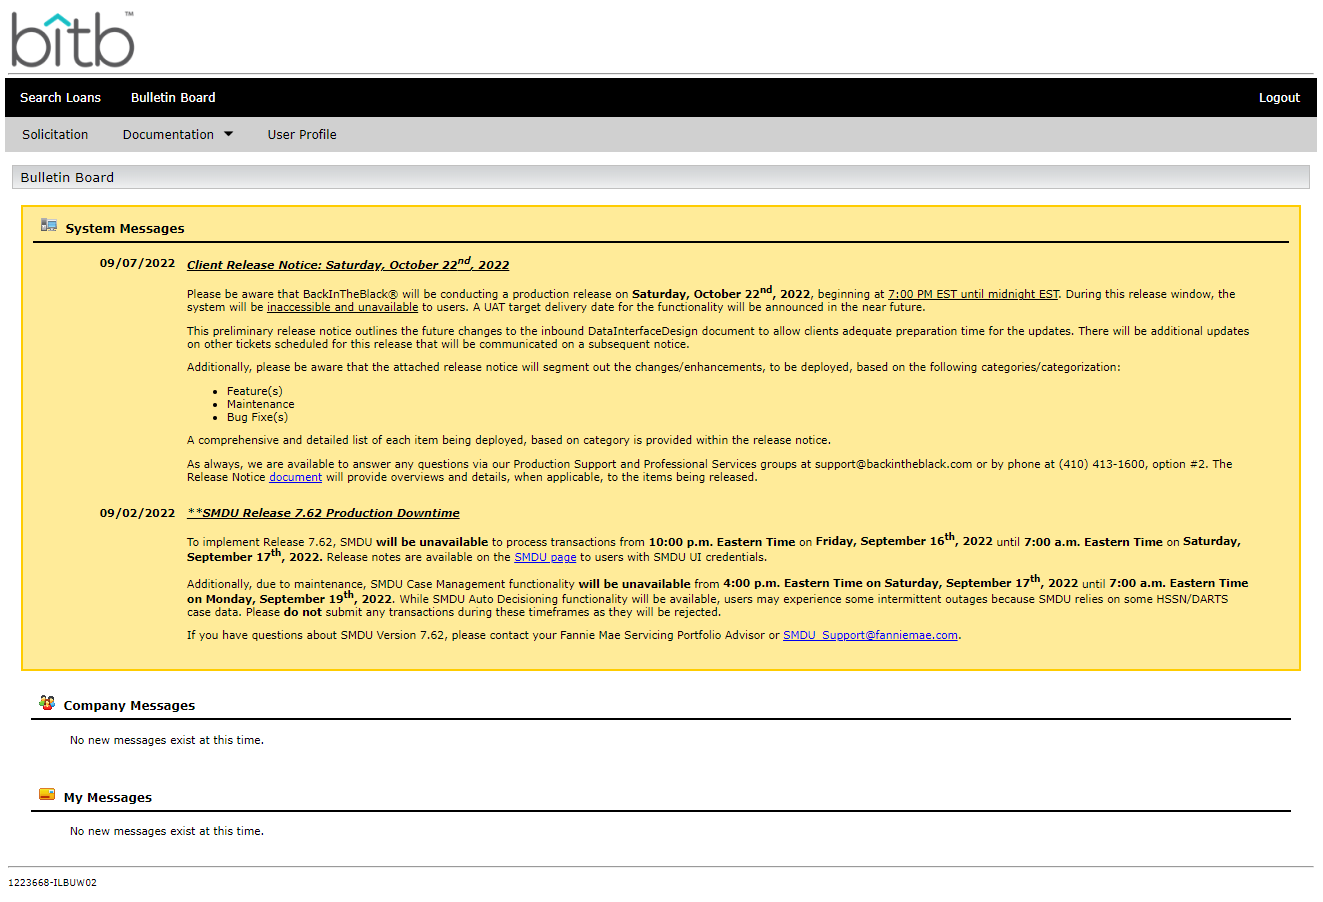 bitb™
Search Loans Bulletin Board Logout
Solicitation Documentation User Profile
Bulletin Board
System Messages
09/07/2022 Client Release Notice: Saturday, October 22nd, 2022
Please be aware that BackInTheBlack® will be conducting a production release on Saturday, October 22nd, 2022, beginning at 7:00 PM EST until midnight EST. During this release window, the
system will be inaccessible and unavailable to users. A UAT target delivery date for the functionality will be announced in the near future.
This preliminary release notice outlines the future changes to the inbound DataInterfaceDesign document to allow clients adequate preparation time for the updates. There will be additional updates
on other tickets scheduled for this release that will be communicated on a subsequent notice.
Additionally, please be aware that the attached release notice will segment out the changes/enhancements, to be deployed, based on the following categories/categorization:
• Feature(s)
• Maintenance
• Bug Fixe(s)
A comprehensive and detailed list of each item being deployed, based on category is provided within the release notice.
As always, we are available to answer any questions via our Production Support and Professional Services groups at support@backintheblack.com or by phone at (410) 413-1600, option #2. The
Release Notice document will provide overviews and details, when applicable, to the items being released.
09/02/2022 **SMDU Release 7.62 Production Downtime
To implement Release 7.62, SMDU will be unavailable to process transactions from 10:00 p.m. Eastern Time on Friday, September 16th, 2022 until 7:00 a.m. Eastern Time on Saturday,
September 17th, 2022. Release notes are available on the SMDU page to users with SMDU UI credentials.
Additionally, due to maintenance, SMDU Case Management functionality will be unavailable from 4:00 p.m. Eastern Time on Saturday, September 17th, 2022 until 7:00 a.m. Eastern Time
on Monday, September 19th, 2022. While SMDU Auto Decisioning functionality will be available, users may experience some intermittent outages because SMDU relies on some HSSN/DARTS
case data. Please do not submit any transactions during these timeframes as they will be rejected.
If you have questions about SMDU Version 7.62, please contact your Fannie Mae Servicing Portfolio Advisor or SMDU_Support@fanniemae.com.
Company Messages
No new messages exist at this time.
My Messages
No new messages exist at this time.
1223668-ILBUW02